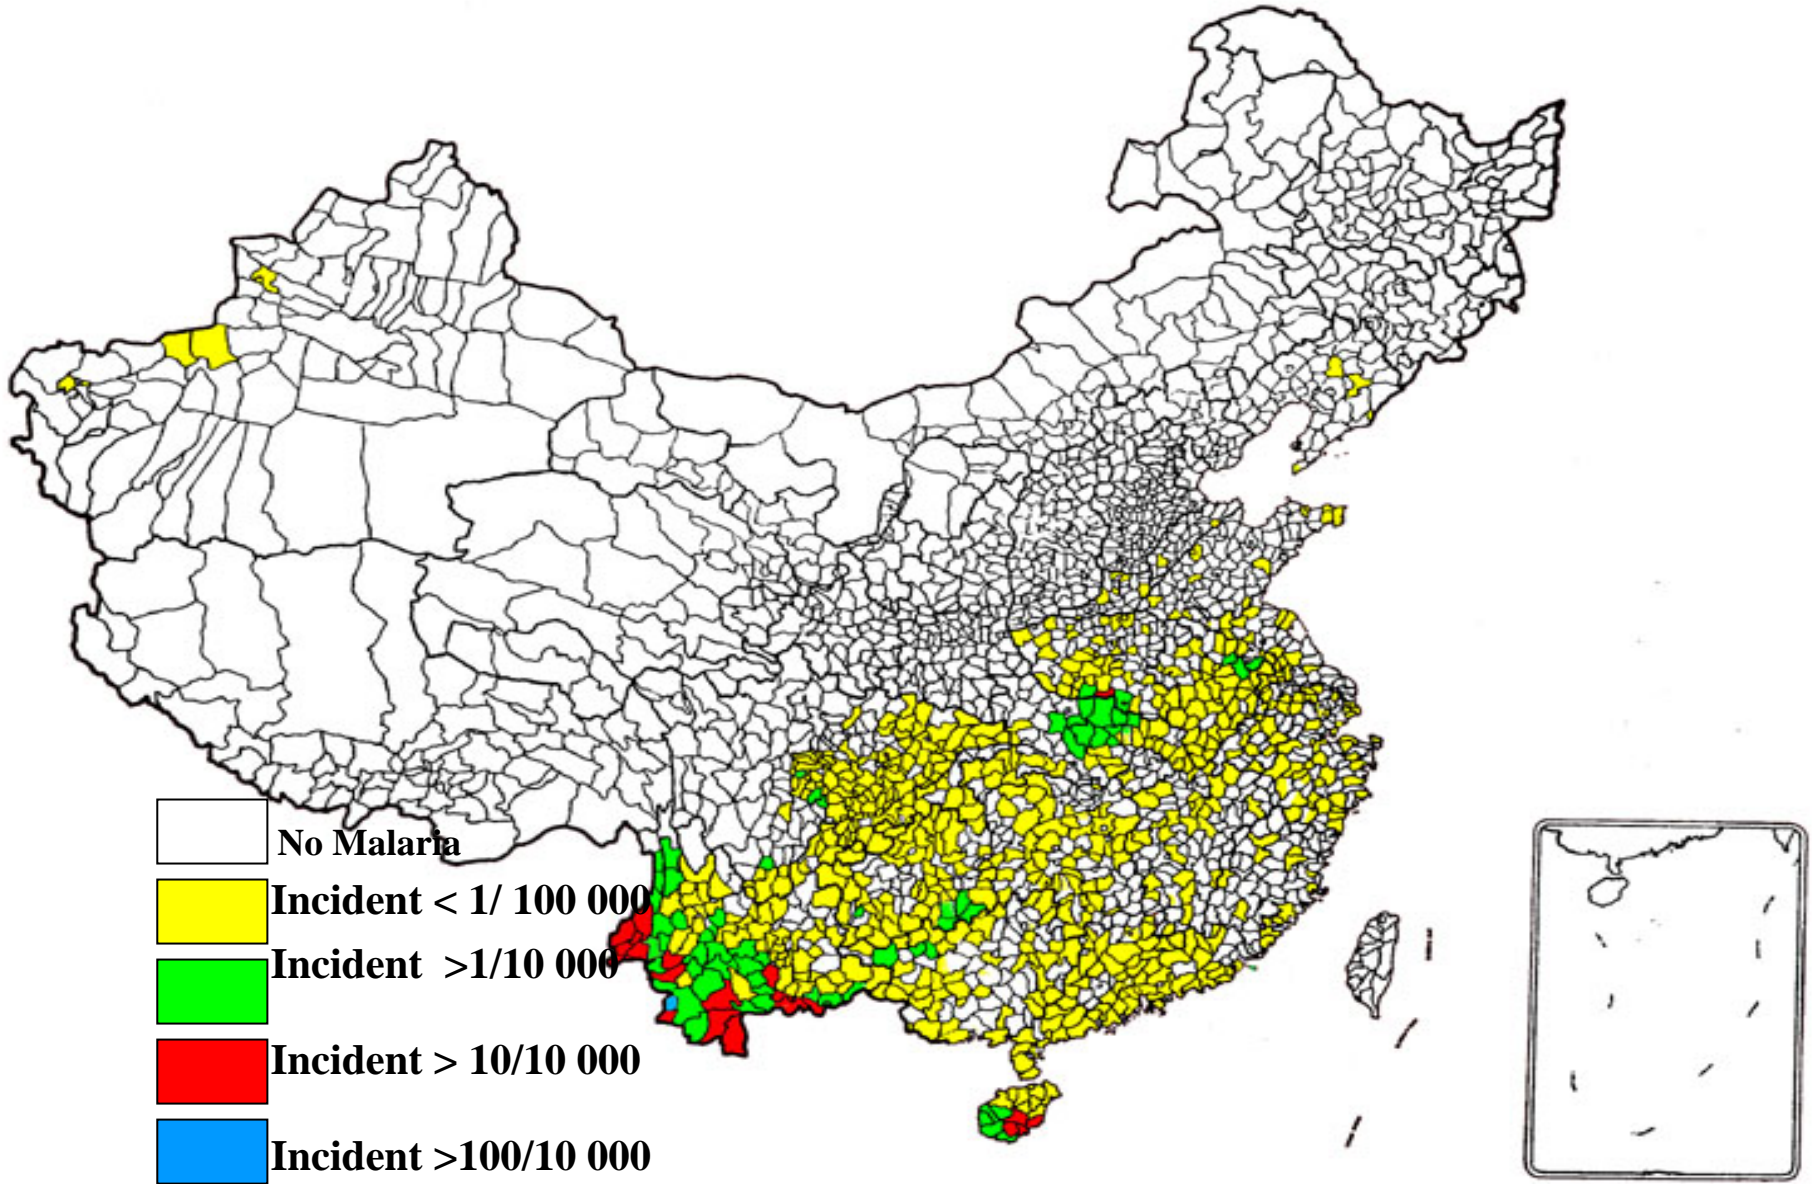 No Malaria
Incident < 1/ 100 000
Incident >1/10 000
Incident > 10/10 000
Incident >100/10 000